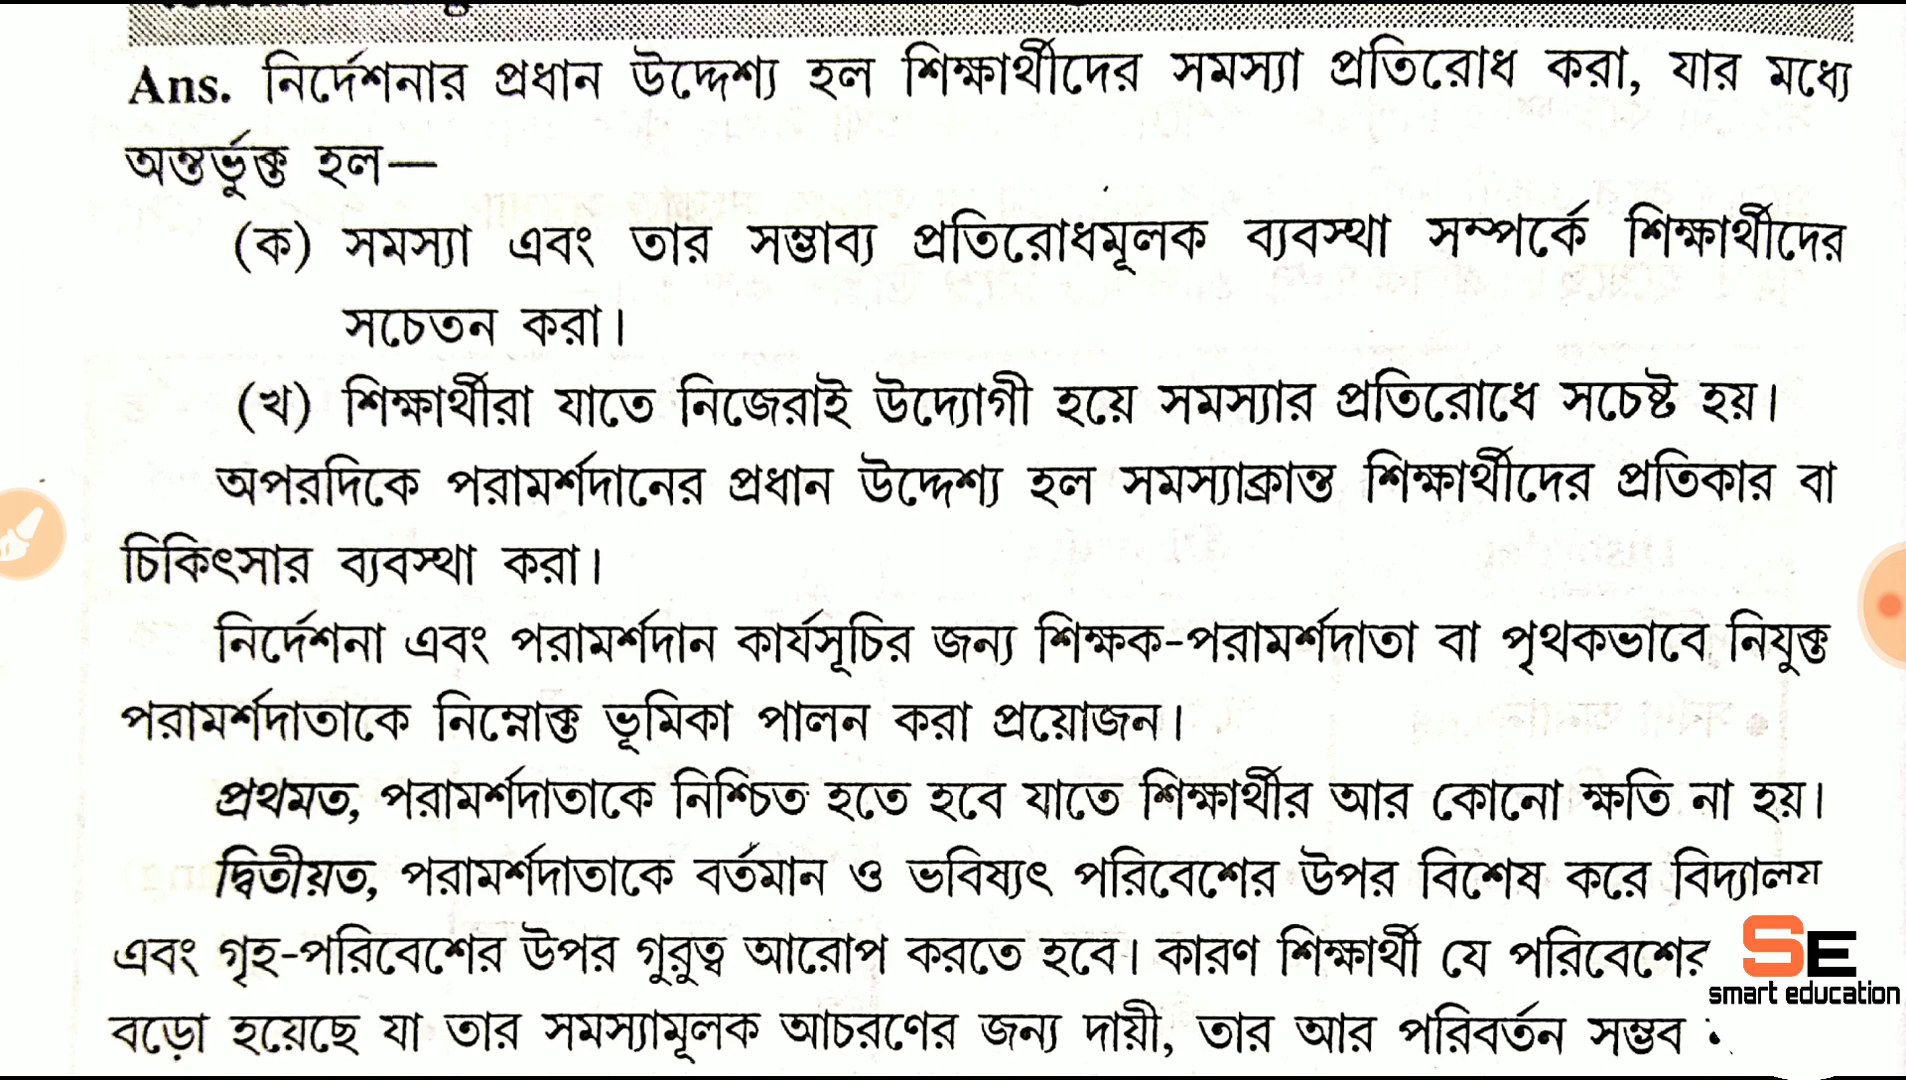 Ans. নির্দেশনার প্রধান উদ্দেশ্য হল শিক্ষার্থীদের সমস্যা প্রতিরোধ করা, যার মধ্যে
অন্তর্ভুক্ত হল—
(ক) সমস্যা এবং তার সম্ভাব্য প্রতিরোধমূলক ব্যবস্থা সম্পর্কে শিক্ষার্থীদের
সচেতন করা।
(খ) শিক্ষার্থীরা যাতে নিজেরাই উদ্যোগী হয়ে সমস্যার প্রতিরোধে সচেষ্ট হয়।
অপরদিকে পরামর্শদানের প্রধান উদ্দেশ্য হল সমস্যাক্রান্ত শিক্ষার্থীদের প্রতিকার বা
চিকিৎসার ব্যবস্থা করা।
নির্দেশনা এবং পরামর্শদান কার্যসূচির জন্য শিক্ষক-পরামর্শদাতা বা পৃথকভাবে নিযুক্ত
পরামর্শদাতাকে নিম্নোক্ত ভূমিকা পালন করা প্রয়োজন।
প্রথমত, পরামর্শদাতাকে নিশ্চিত হতে হবে যাতে শিক্ষার্থীর আর কোনো ক্ষতি না হয়।
দ্বিতীয়ত, পরামর্শদাতাকে বর্তমান ও ভবিষ্যৎ পরিবেশের উপর বিশেষ করে বিদ্যালয়
এবং গৃহ-পরিবেশের উপর গুরুত্ব আরোপ করতে হবে। কারণ শিক্ষার্থী যে পরিবেশের
বড়ো হয়েছে যা তার সমস্যামূলক আচরণের জন্য দায়ী, তার আর পরিবর্তন সম্ভব
SE
smart education